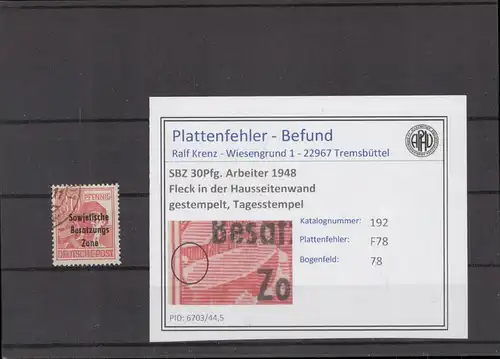 PFENNIG
Sowjetische
Besatzungs
Zone
DEUTSCHE POST
Plattenfehler - Befund
Ralf Krenz - Wiesengrund 1 - 22967 Tremsbüttel
SBZ 30Pfg. Arbeiter 1948
Fleck in der Hausseitenwand
gestempelt, Tagesstempel
Katalognummer: 192
Plattenfehler: F78
Bogenfeld: 78
Besat
Zo
PID: 6703/44,5